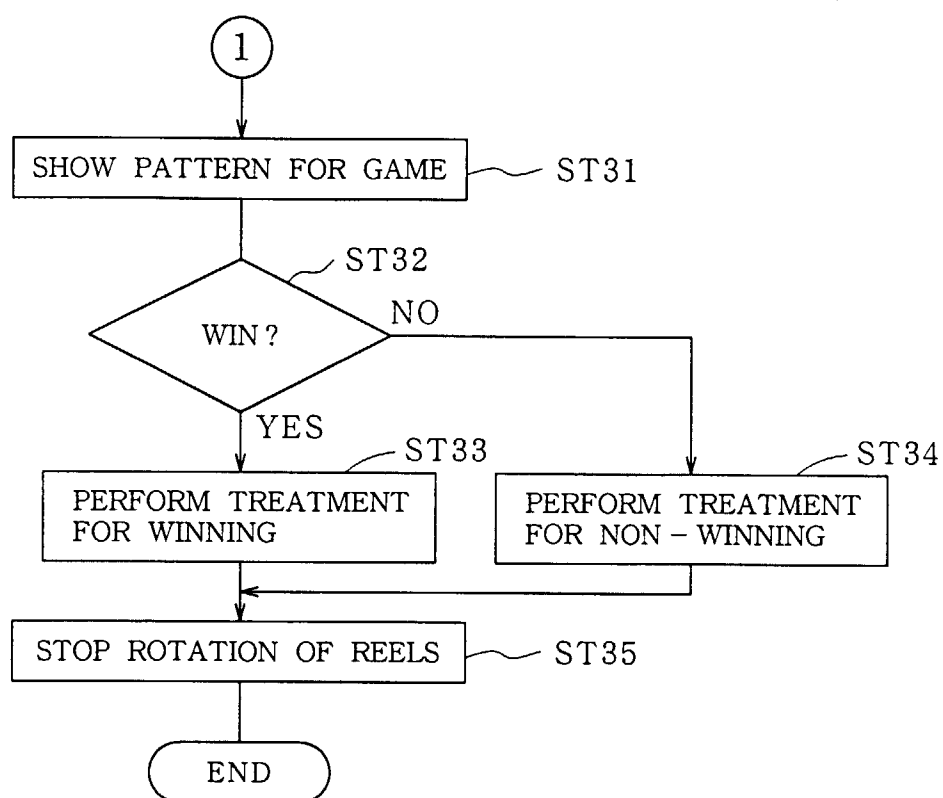 1
SHOW PATTERN FOR GAME
ST31
ST32
WIN?
NO
YES
ST33
PERFORM TREATMENT
FOR WINNING
ST34
PERFORM TREATMENT
FOR NON-WINNING
STOP ROTATION OF REELS
ST35
END